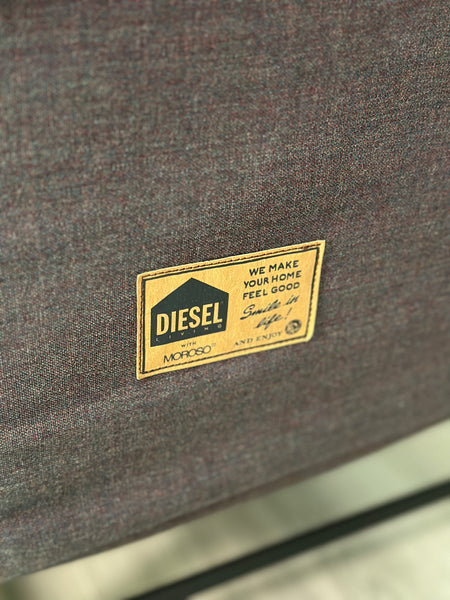 DIESEL
LIVING
WITH
MOROSO
WE MAKE
YOUR HOME
FEEL GOOD
Smile in
life!
AND ENJOY